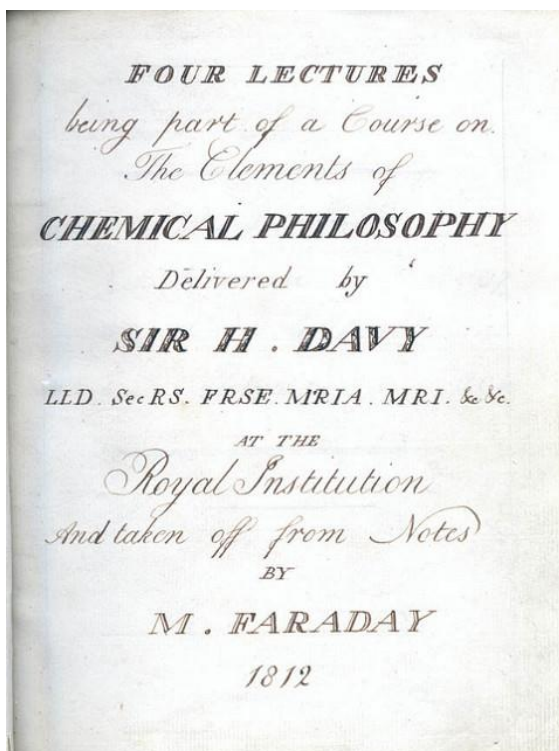 FOUR LECTURES
being part of a Course on
The Elements of
CHEMICAL PHILOSOPHY
Delivered by
SIR H. DAVY
LLD. SecRS. FRSE. MRIA. MRI. &c &c.
AT THE
Royal Institution
And taken off from Notes
BY
M. FARADAY
1812